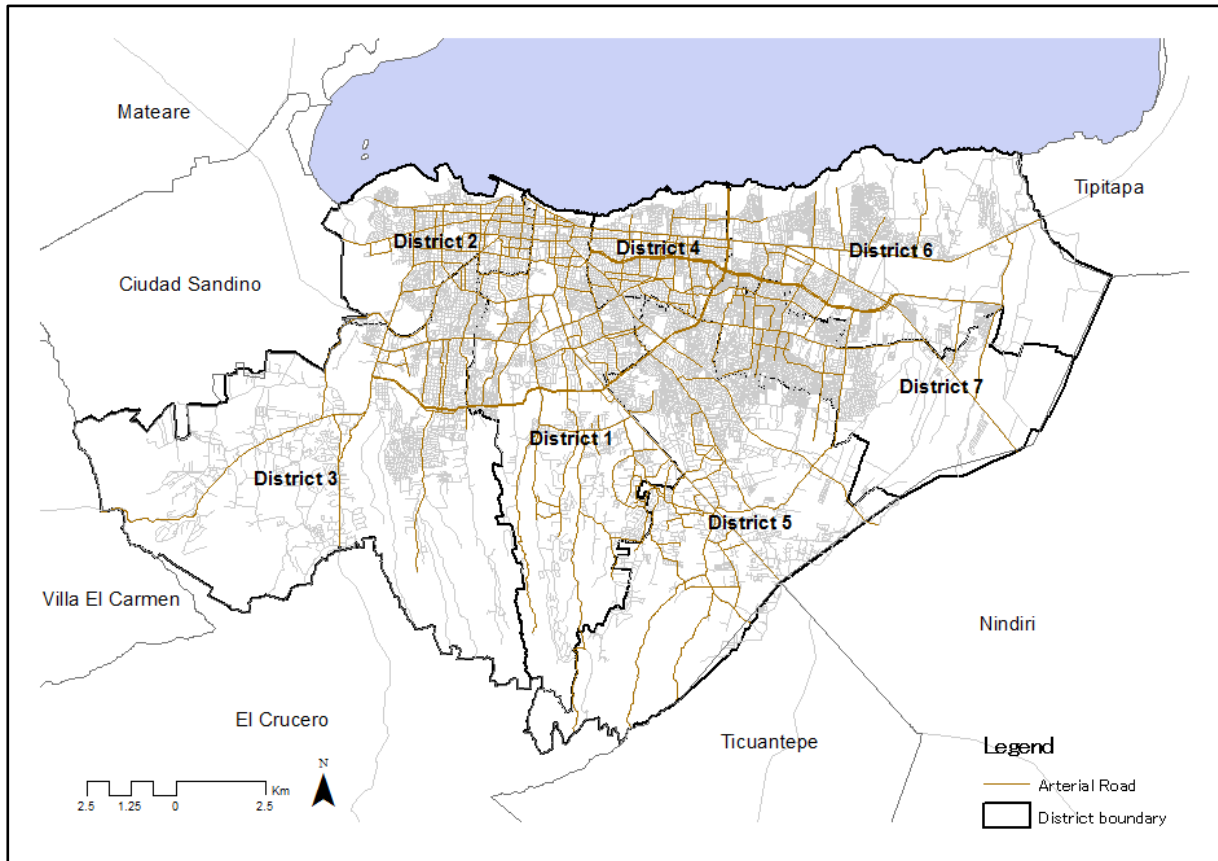 Mateare
Tipitapa
District 2
District 4
District 6
Ciudad Sandino
District 7
District 1
District 3
District 5
Villa El Carmen
Nindiri
El Crucero
Ticuantepe
N
Legend
Km
2.5 1.25 0 2.5
Arterial Road
District boundary